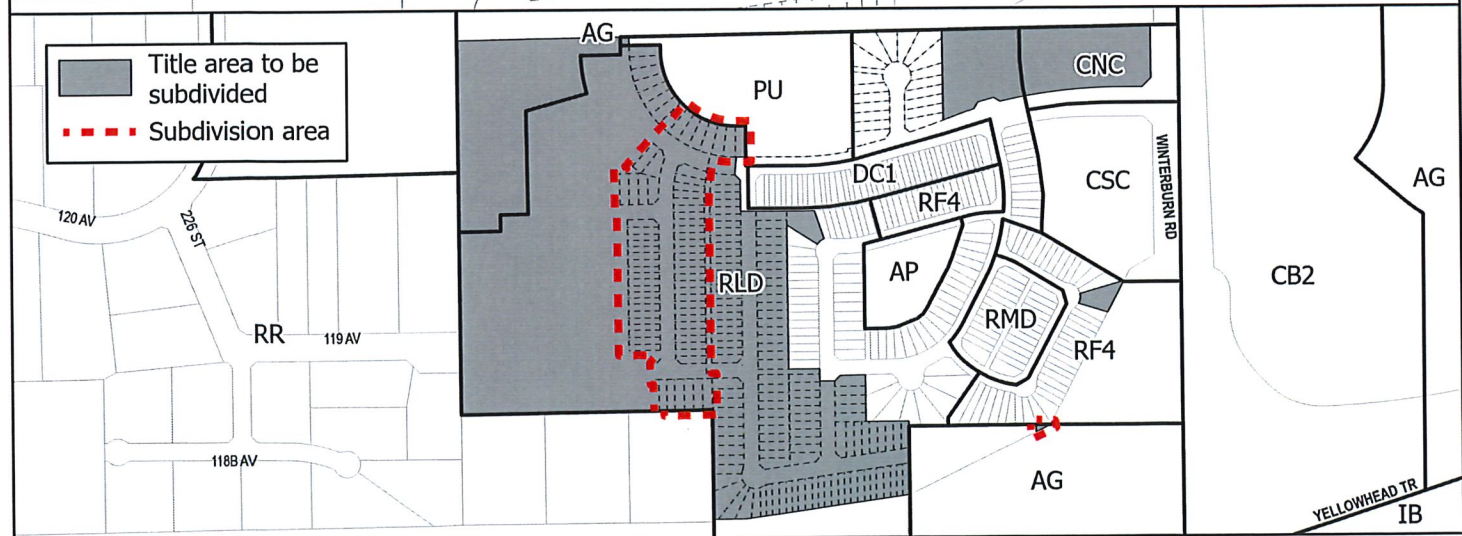 Title area to be
subdivided
Subdivision area
AG
PU
CNC
DC1
RF4
CSC
WINTERBURN RD
AG
120 AV
226 ST
RLD
AP
CB2
RMD
RR
119 AV
RF4
118B AV
AG
YELLOWHEAD TR
IB